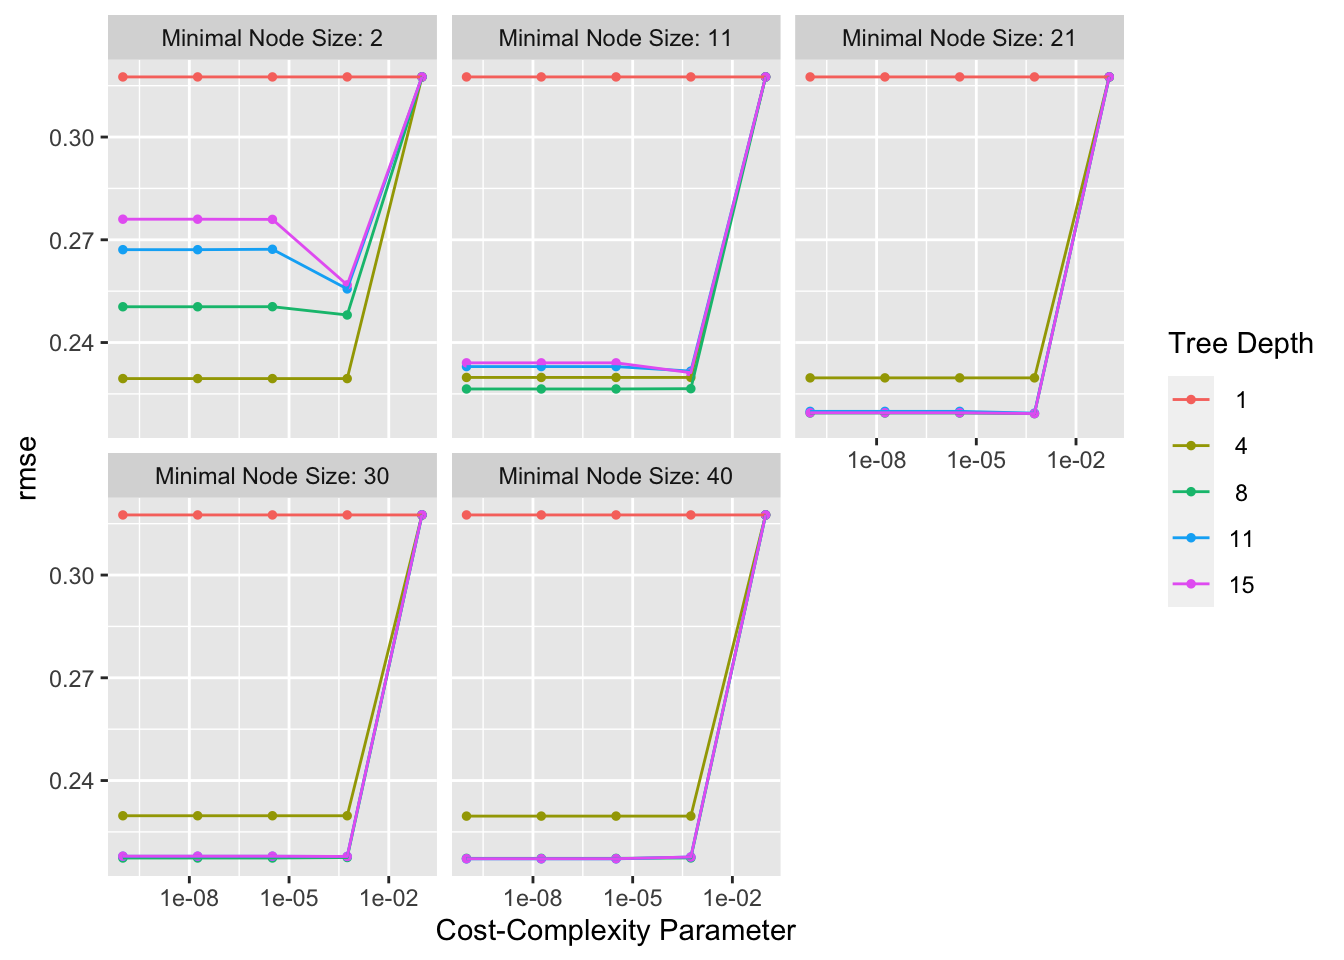 Minimal Node Size: 2
Minimal Node Size: 11
Minimal Node Size: 21
0.30
0.27
0.24
1e-08
1e-05
1e-02
Minimal Node Size: 30
Minimal Node Size: 40
0.30
0.27
0.24
1e-08
1e-05
1e-02
1e-08
1e-05
1e-02
Cost-Complexity Parameter
rmse
Tree Depth
1
4
8
11
15